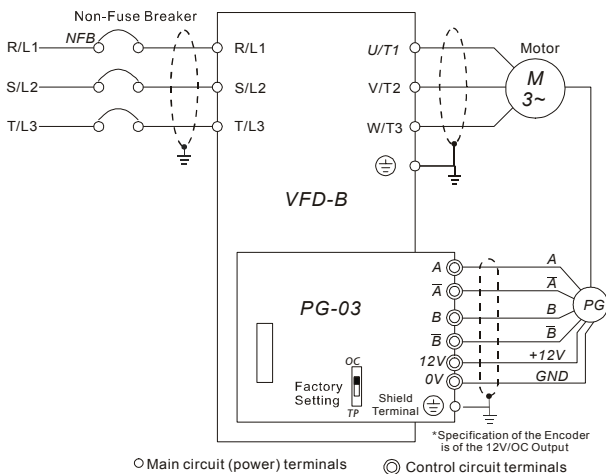 Non-Fuse Breaker
R/L1 NFB R/L1 U/T1 Motor
S/L2 S/L2 V/T2 M
3~
T/L3 T/L3 W/T3
VFD-B
PG-03
A A
A̅ A̅
B B PG
B̅ B̅
12V +12V
0V GND
OC
Factory
Setting
TP
Shield
Terminal
*Specification of the Encoder
is of the 12V/OC Output
Main circuit (power) terminals
Control circuit terminals